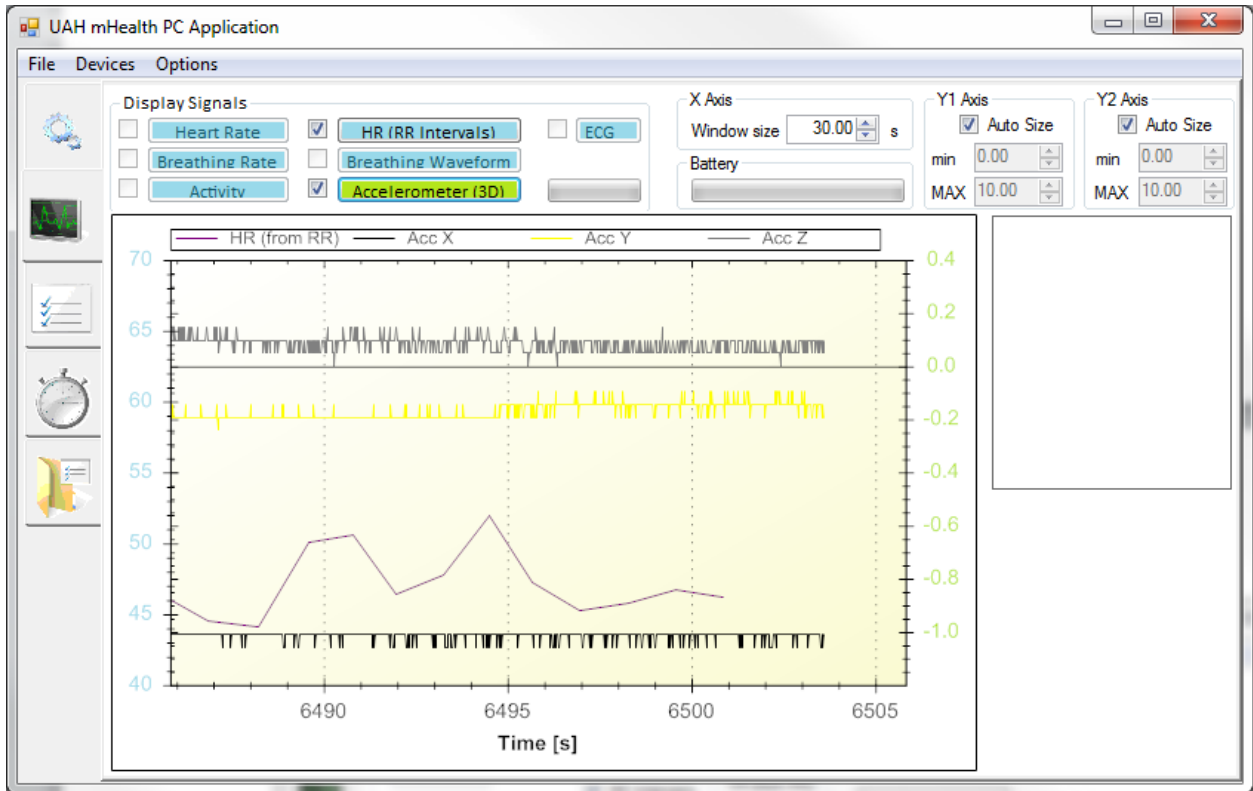 UAH mHealth PC Application
File Devices Options
Display Signals
Heart Rate HR (RR Intervals) ECG
Breathing Rate Breathing Waveform
Activity Accelerometer (3D)
X Axis
Window size 30.00 s
Battery
Y1 Axis
Auto Size
min 0.00
MAX 10.00
Y2 Axis
Auto Size
min 0.00
MAX 10.00
HR (from RR) Acc X Acc Y Acc Z
70 0.4
0.2
65
0.0
60
-0.2
55
-0.4
50
-0.6
-0.8
45
-1.0
40
6490 6495 6500 6505
Time [s]